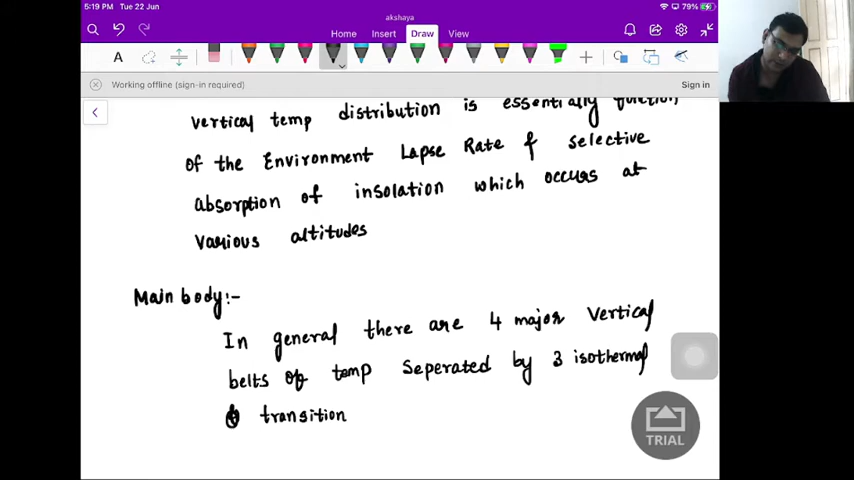 5:19 PM Tue 22 Jun
79%
akshaya
Home Insert Draw View
A
Working offline (sign-in required)
Sign in
vertical temp distribution is essentially function
of the Environment Lapse Rate & selective
absorption of insolation which occurs at
various altitudes
Main body:-
In general there are 4 major vertical
belts of temp seperated by 3 isothermal
transition
TRIAL